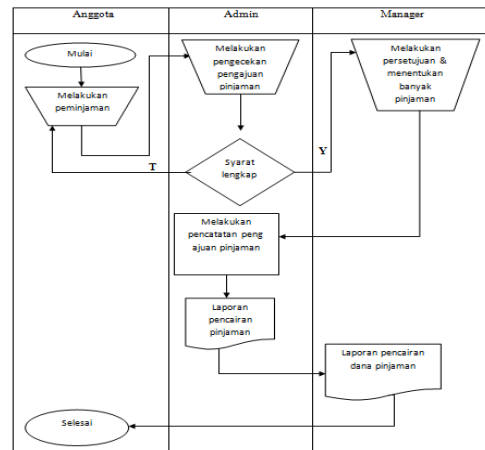 Anggota
Admin
Manager
Mulai
Melakukan
peminjaman
Melakukan
pengecekan
pengajuan
pinjaman
Melakukan
persetujuan &
menentukan
banyak
pinjaman
Syarat
lengkap
T
Y
Melakukan
pencatatan peng
ajuan pinjaman
Laporan
pencairan
pinjaman
Laporan pencairan
dana pinjaman
Selesai